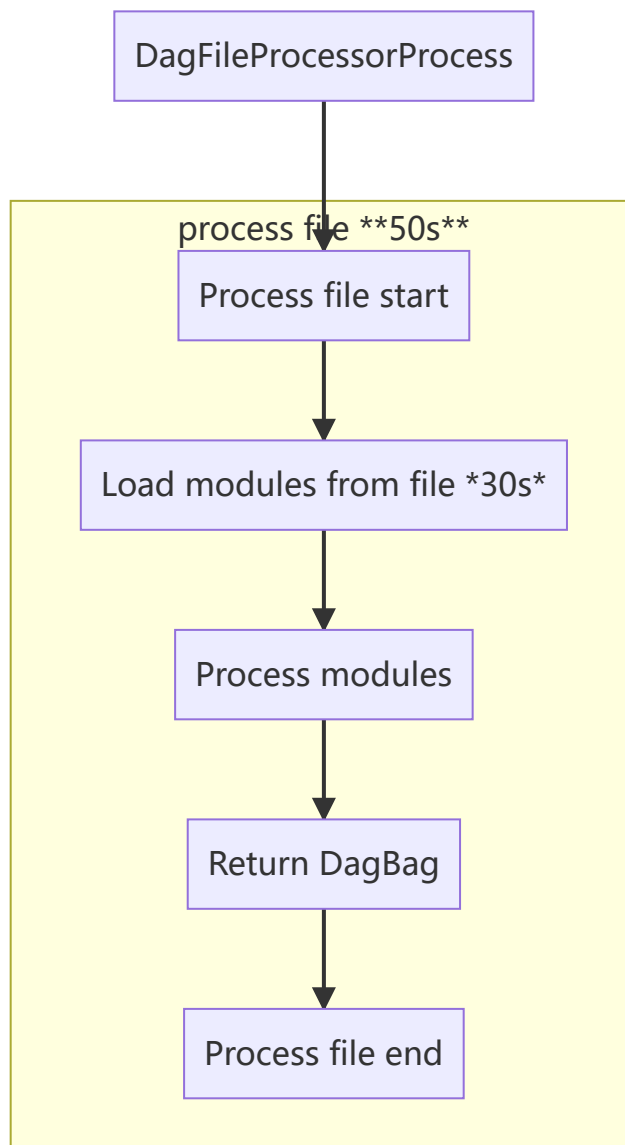 DagFileProcessorProcess
process file **50s**
Process file start
Load modules from file *30s*
Process modules
Return DagBag
Process file end